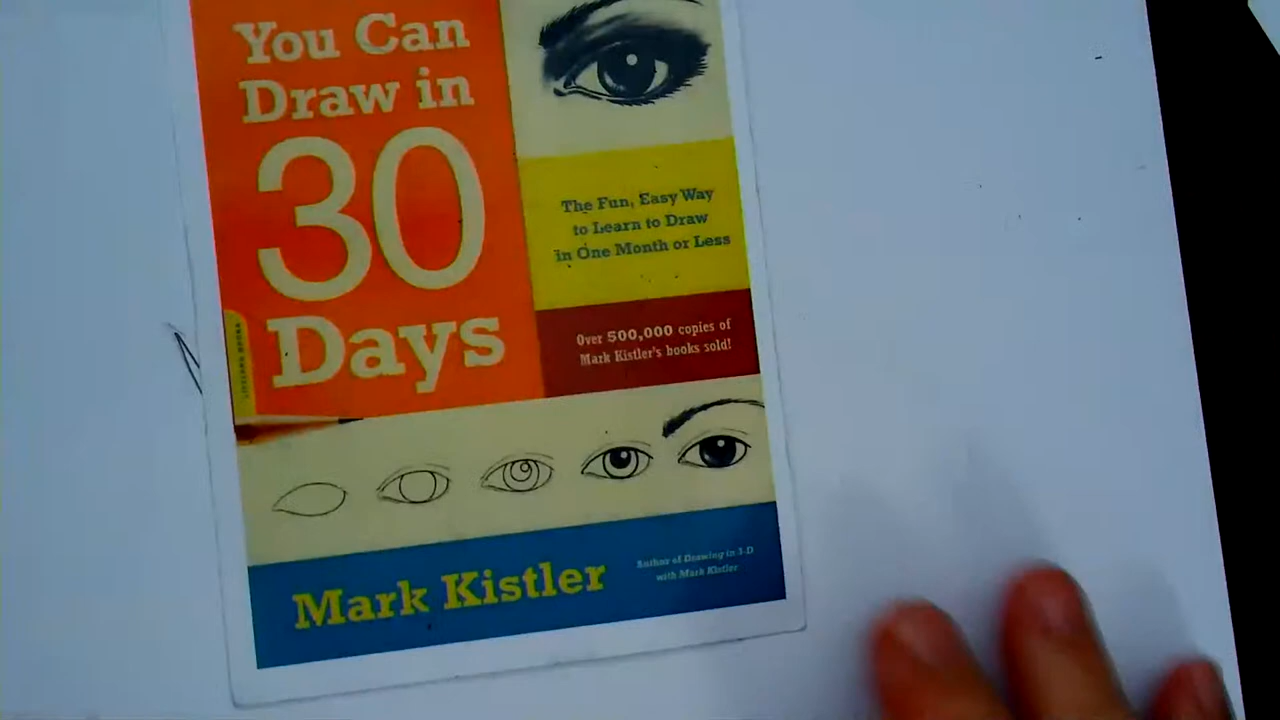 You Can
Draw in
30
Days
The Fun, Easy Way
to Learn to Draw
in One Month or Less
Over 500,000 copies of
Mark Kistler's books sold!
Mark Kistler
Author of Drawing in 3-D
with Mark Kistler